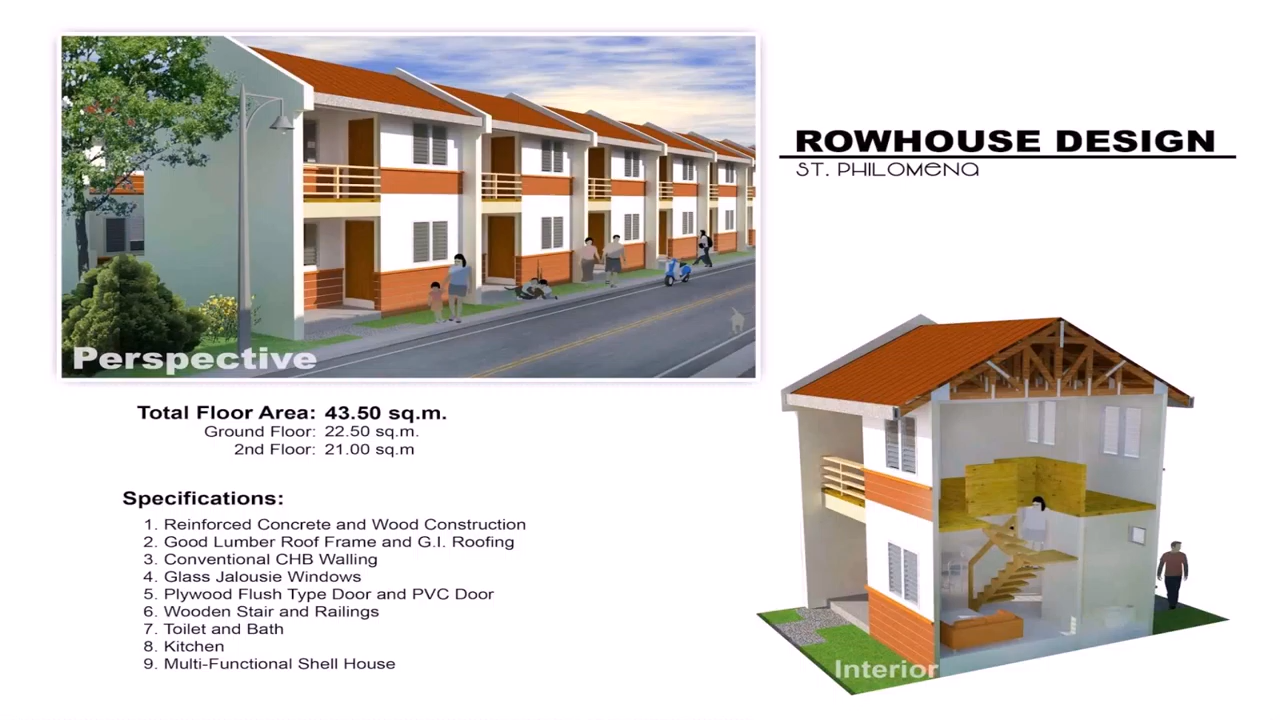 ROWHOUSE DESIGN
ST. PHILOMENA
Perspective
Total Floor Area: 43.50 sq.m.
Ground Floor: 22.50 sq.m.
2nd Floor: 21.00 sq.m
Specifications:
1. Reinforced Concrete and Wood Construction
2. Good Lumber Roof Frame and G.I. Roofing
3. Conventional CHB Walling
4. Glass Jalousie Windows
5. Plywood Flush Type Door and PVC Door
6. Wooden Stair and Railings
7. Toilet and Bath
8. Kitchen
9. Multi-Functional Shell House
Interior